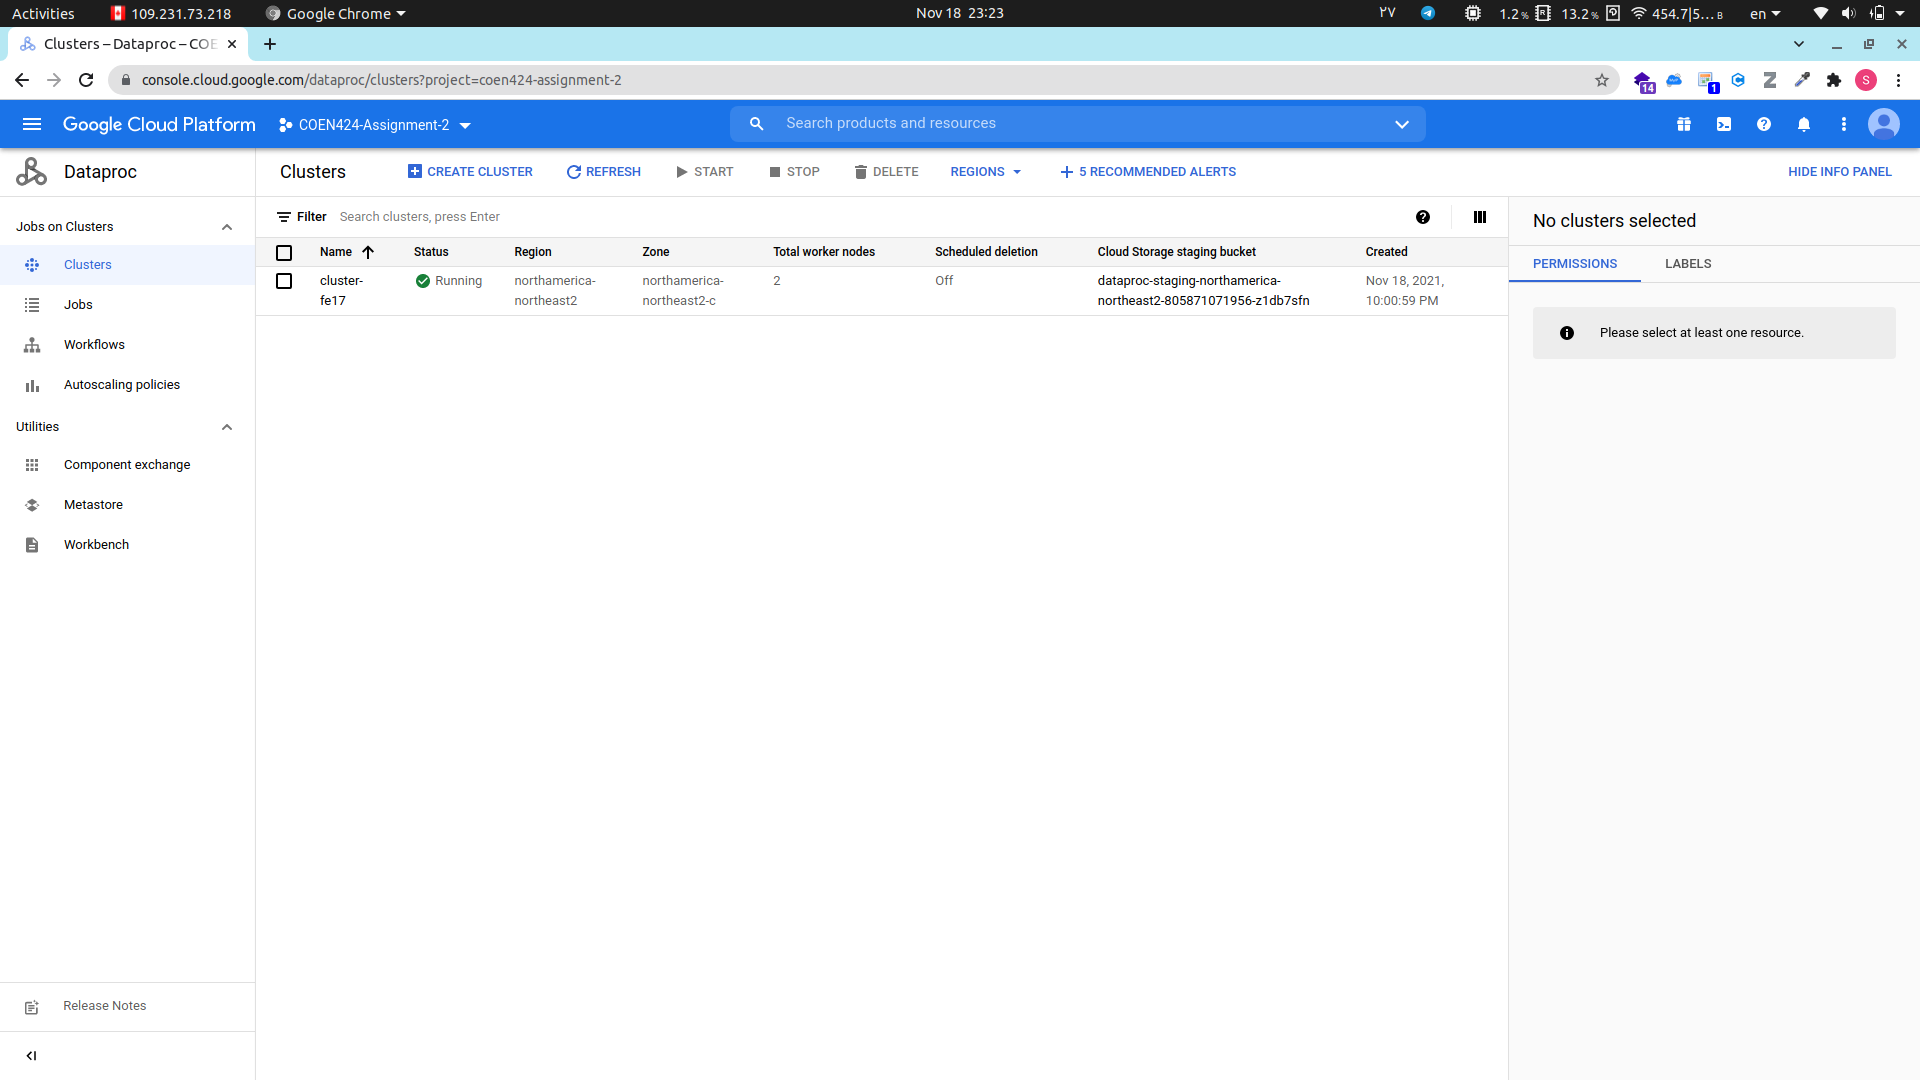 Activities 109.231.73.218 Google Chrome Nov 18 23:23 ٢٧ 1.2% 13.2% 454.7|5... B en
Clusters – Dataproc – COE
console.cloud.google.com/dataproc/clusters?project=coen424-assignment-2 14 1 S
Google Cloud Platform COEN424-Assignment-2 Search products and resources
Dataproc Clusters CREATE CLUSTER REFRESH START STOP DELETE REGIONS 5 RECOMMENDED ALERTS HIDE INFO PANEL
Jobs on Clusters
Clusters
Jobs
Workflows
Autoscaling policies
Utilities
Component exchange
Metastore
Workbench
Release Notes
Filter Search clusters, press Enter
Name Status Region Zone Total worker nodes Scheduled deletion Cloud Storage staging bucket Created
cluster- Running northamerica- northamerica- 2 Off dataproc-staging-northamerica- Nov 18, 2021,
fe17 northeast2 northeast2-c northeast2-805871071956-z1db7sfn 10:00:59 PM
No clusters selected
PERMISSIONS LABELS
Please select at least one resource.